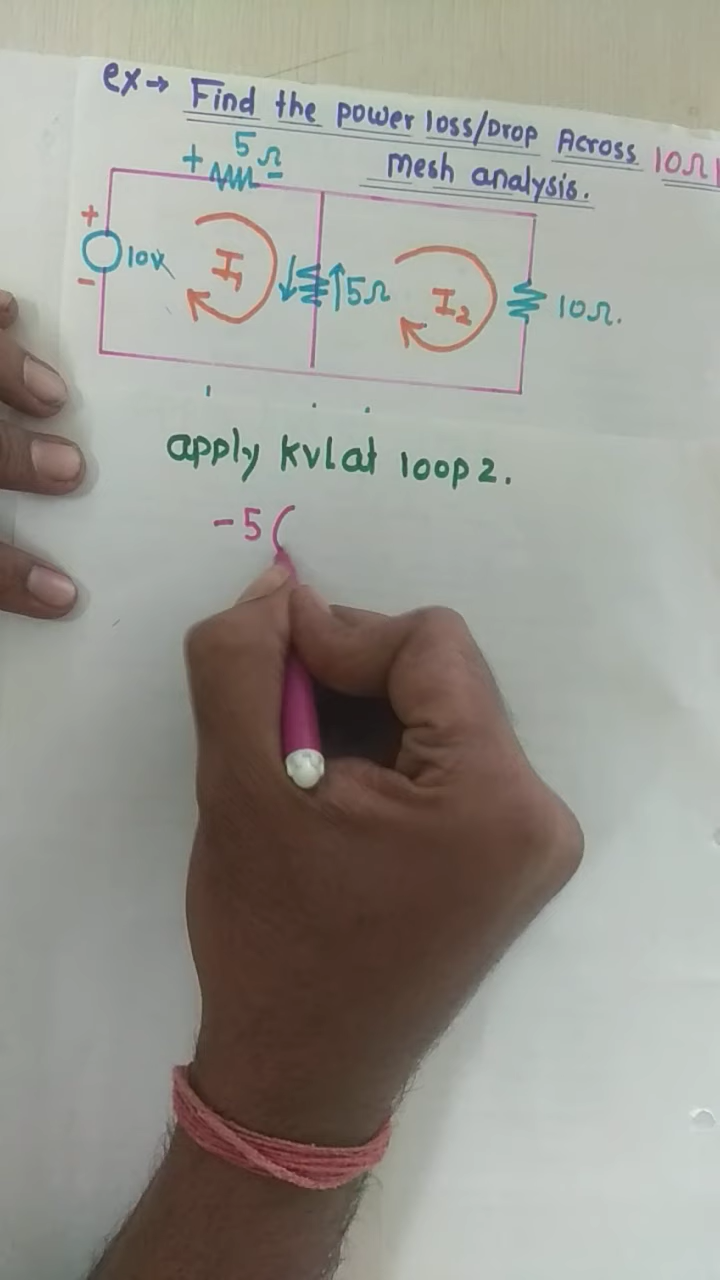 ex→ Find the power loss/Drop Across 10Ω
mesh analysis.
+ 5Ω -
+
10V
-
I₁
5Ω
I₂
10Ω.
apply kvl at loop 2.
-5(